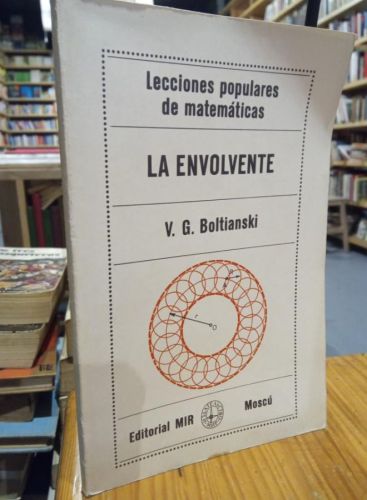 Lecciones populares
de matemáticas
LA ENVOLVENTE
V. G. Boltianski
r
O
Editorial MIR
Moscú